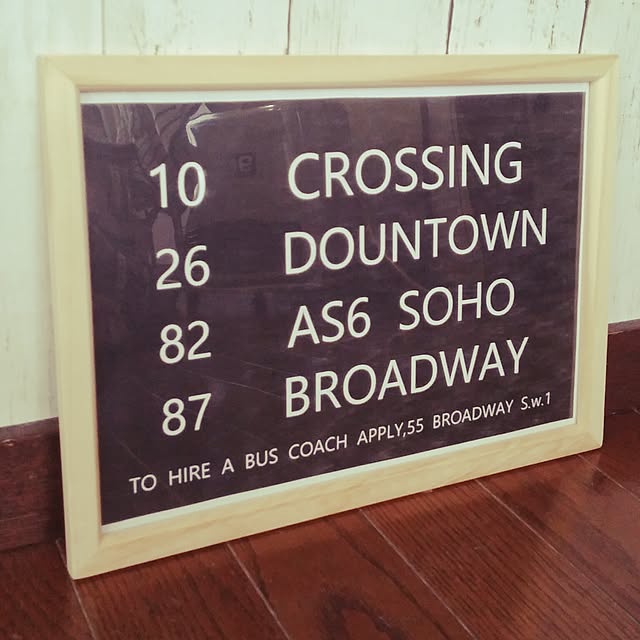 10 CROSSING
26 DOUNTOWN
82 AS6 SOHO
87 BROADWAY
TO HIRE A BUS COACH APPLY,55 BROADWAY S.w.1